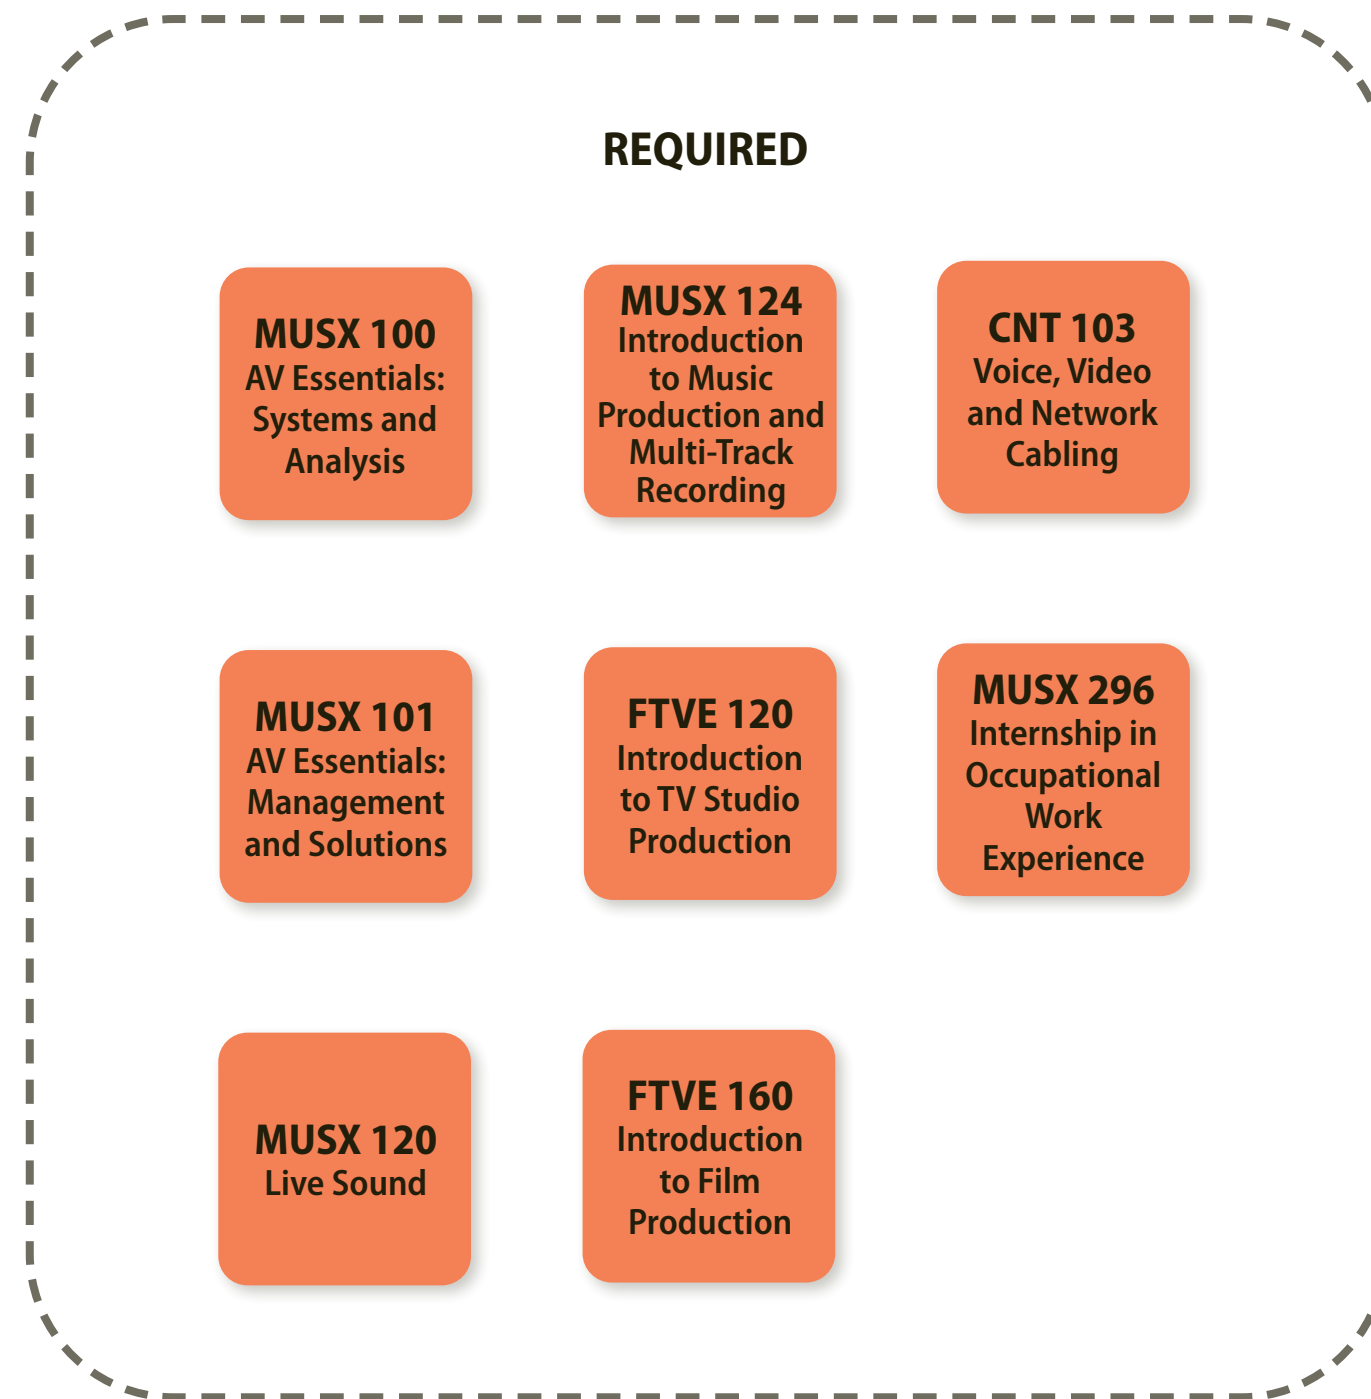 REQUIRED
MUSX 100
AV Essentials:
Systems and
Analysis
MUSX 124
Introduction
to Music
Production and
Multi-Track
Recording
CNT 103
Voice, Video
and Network
Cabling
MUSX 101
AV Essentials:
Management
and Solutions
FTVE 120
Introduction
to TV Studio
Production
MUSX 296
Internship in
Occupational
Work
Experience
MUSX 120
Live Sound
FTVE 160
Introduction
to Film
Production